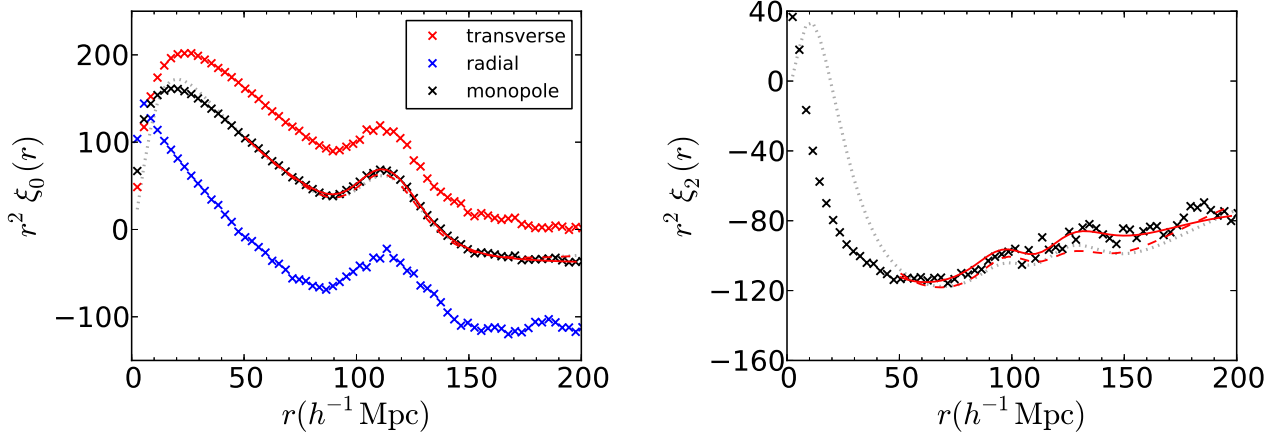 r² ξ₀(r)
200
100
0
−100
transverse
radial
monopole
0 50 100 150 200
r(h⁻¹ Mpc)
r² ξ₂(r)
40
0
−40
−80
−120
−160
0 50 100 150 200
r(h⁻¹ Mpc)